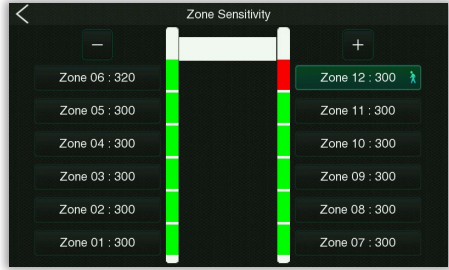 Zone Sensitivity
− +
Zone 06 : 320 Zone 12 : 300
Zone 05 : 300 Zone 11 : 300
Zone 04 : 300 Zone 10 : 300
Zone 03 : 300 Zone 09 : 300
Zone 02 : 300 Zone 08 : 300
Zone 01 : 300 Zone 07 : 300